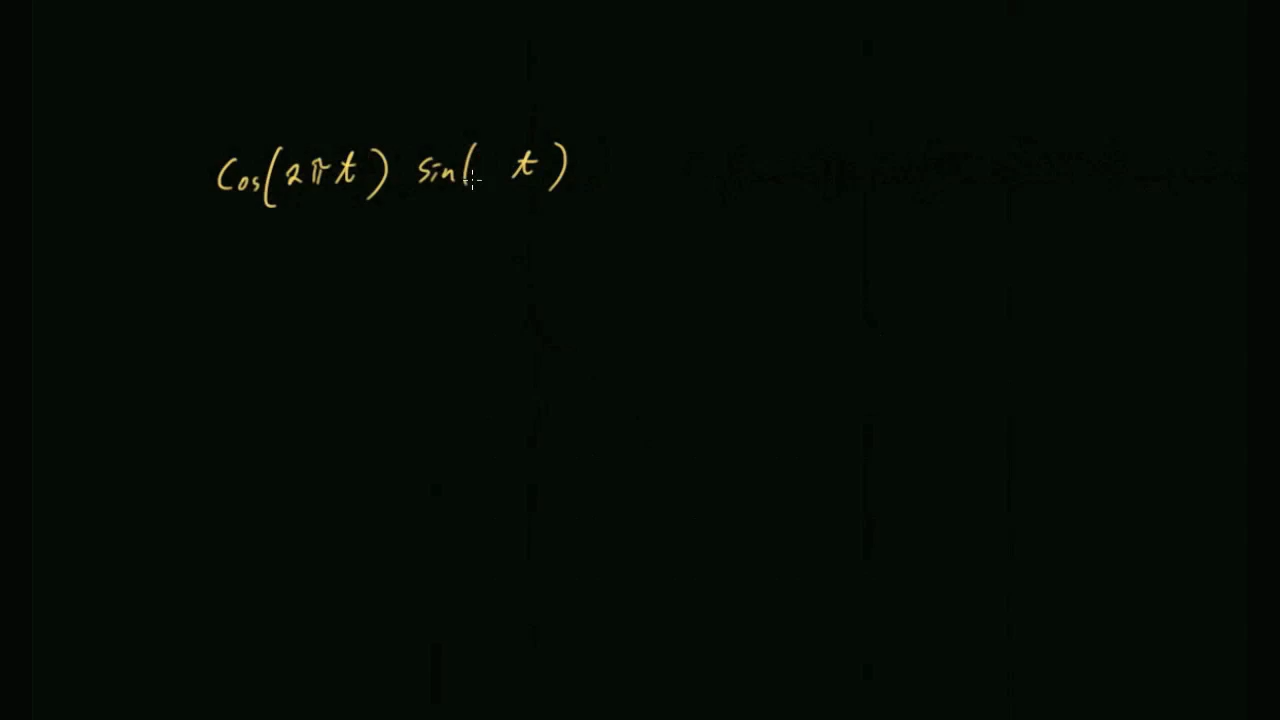 cos(2πt) sin( t)